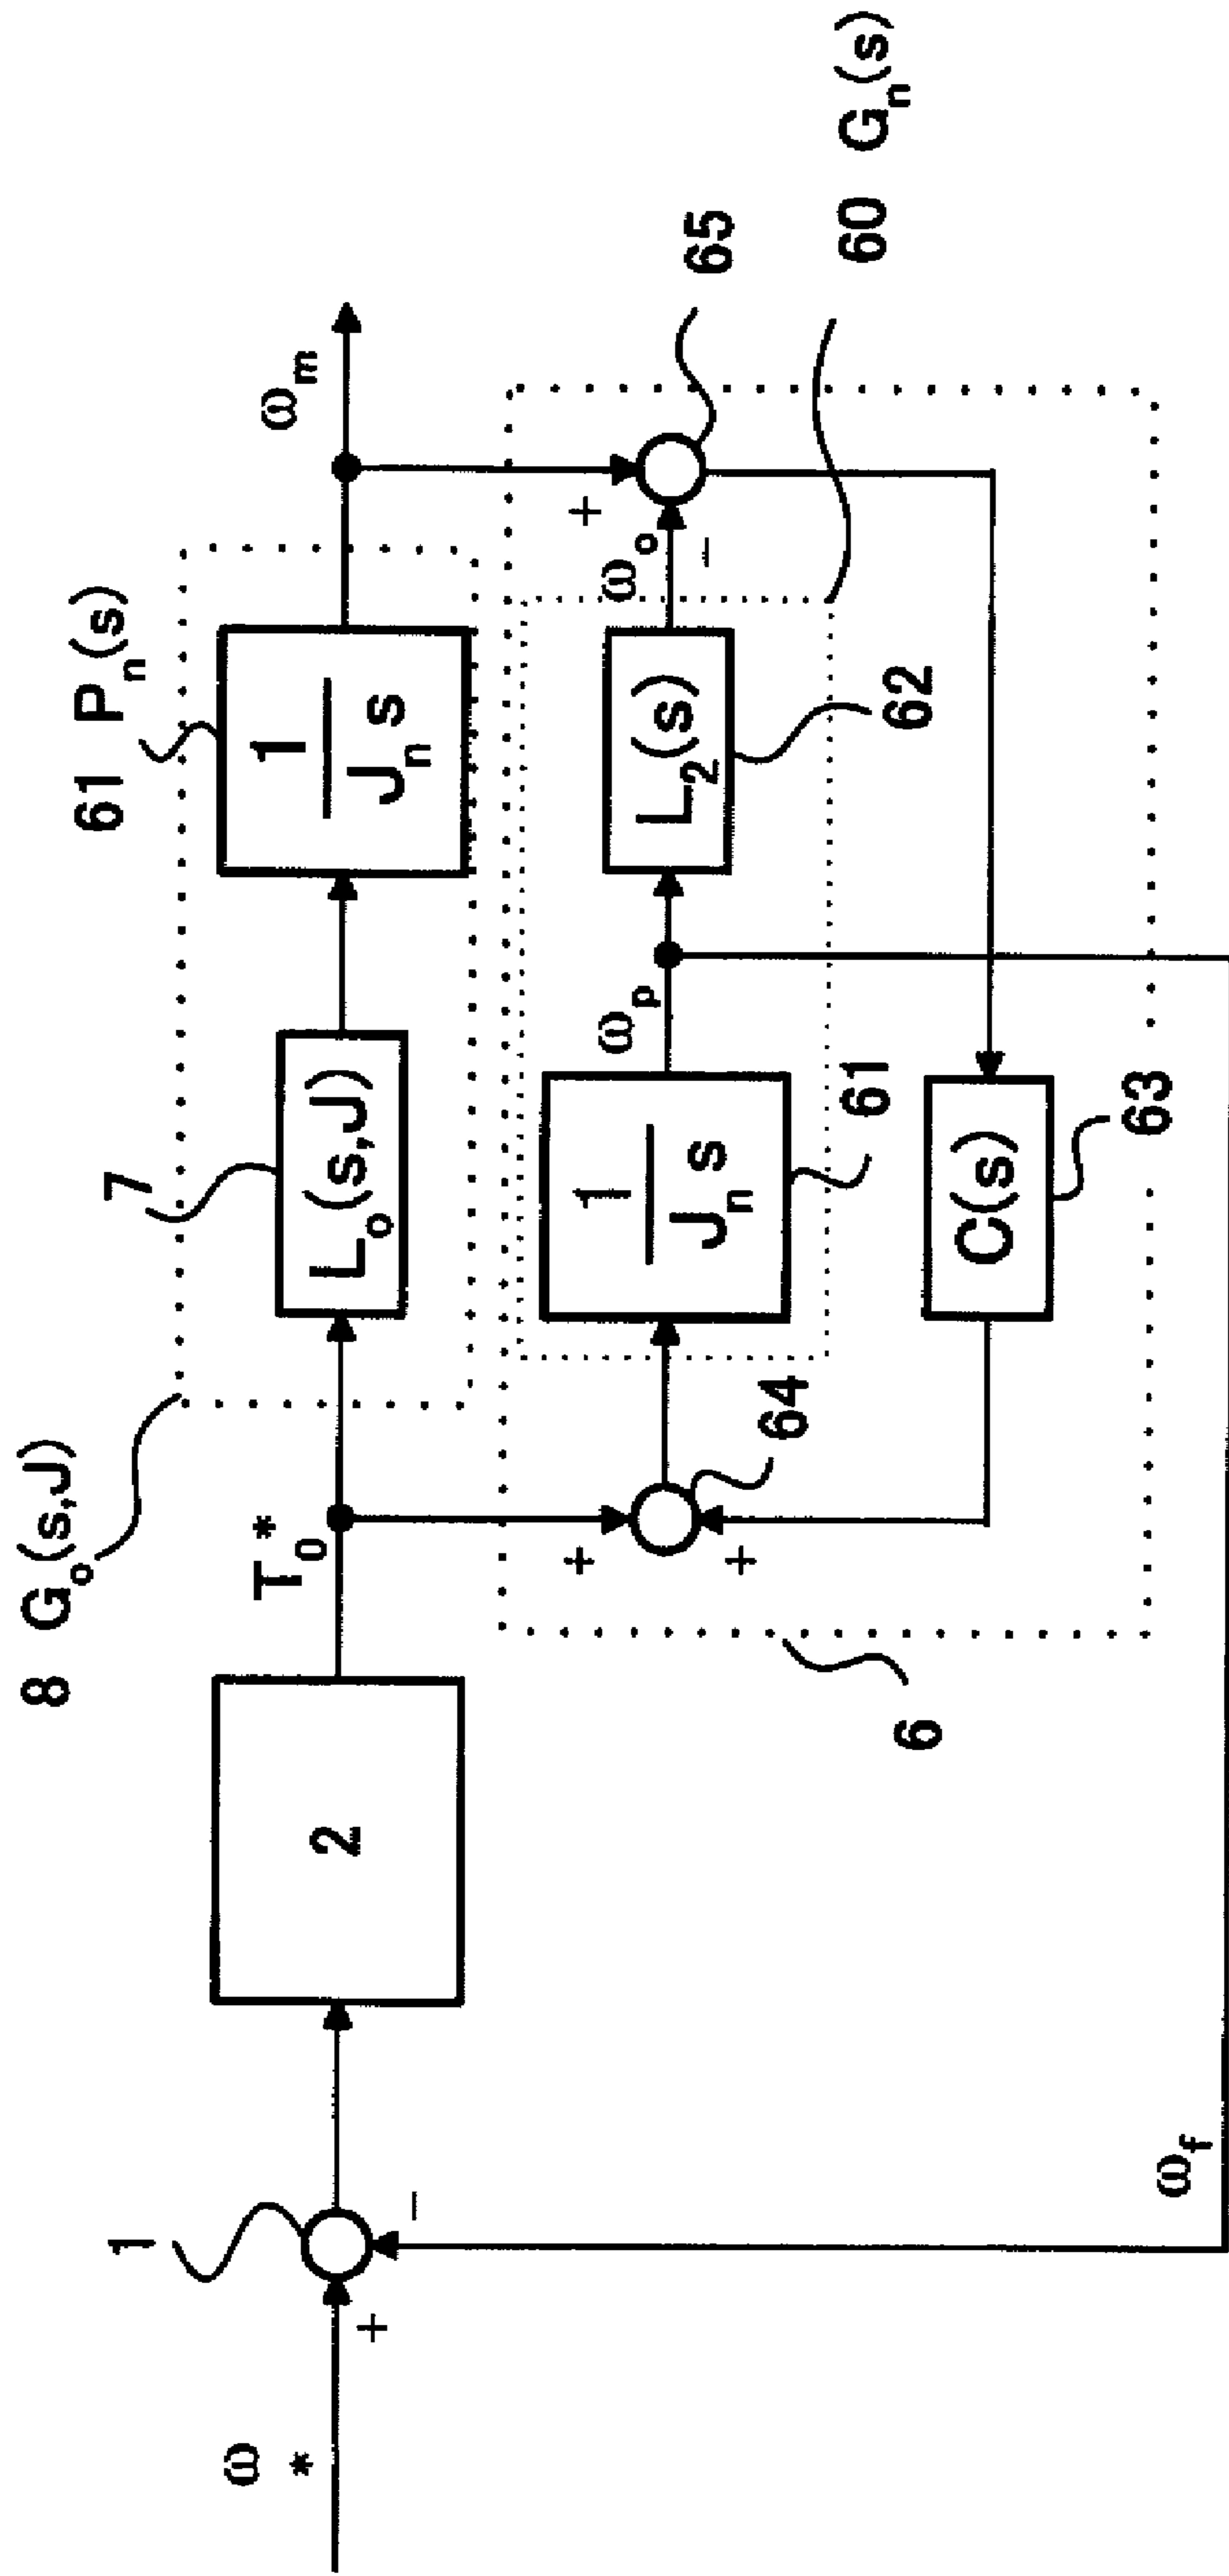 8 G_o(s,J)
7
61 P_n(s)
ω*
+
1
−
2
T_0*
L_o(s,J)
1
J_n s
ω_m
+
64
+
1
J_n s
61
ω_p
L_2(s)
62
ω_o
−
+
65
60 G_n(s)
C(s)
63
6
ω_f